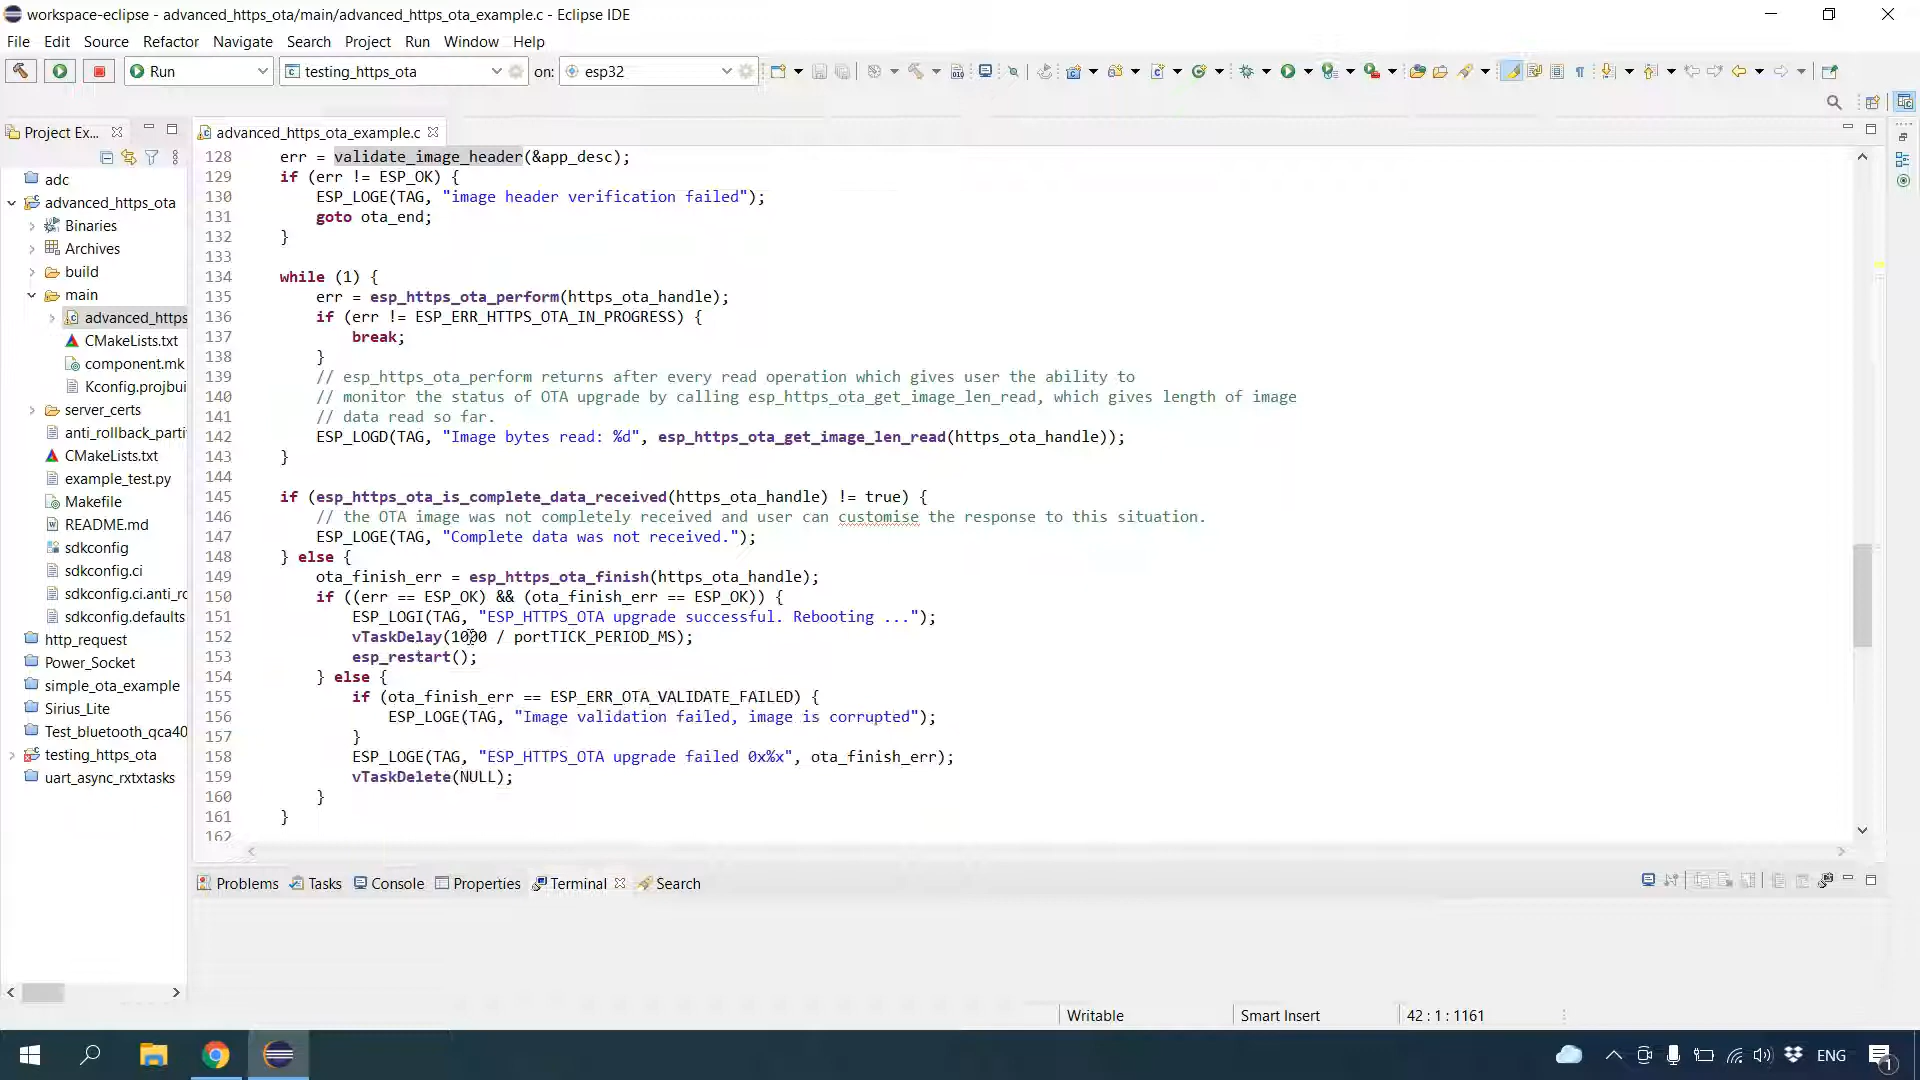 workspace-eclipse - advanced_https_ota/main/advanced_https_ota_example.c - Eclipse IDE
File Edit Source Refactor Navigate Search Project Run Window Help
Run testing_https_ota on: esp32
Project Ex...
advanced_https_ota_example.c
adc
advanced_https_ota
Binaries
Archives
build
main
advanced_https
CMakeLists.txt
component.mk
Kconfig.projbui
server_certs
anti_rollback_parti
CMakeLists.txt
example_test.py
Makefile
README.md
sdkconfig
sdkconfig.ci
sdkconfig.ci.anti_rc
sdkconfig.defaults
http_request
Power_Socket
simple_ota_example
Sirius_Lite
Test_bluetooth_qca40
testing_https_ota
uart_async_rxtxtasks
128 err = validate_image_header(&app_desc);
129 if (err != ESP_OK) {
130 ESP_LOGE(TAG, "image header verification failed");
131 goto ota_end;
132 }
133
134 while (1) {
135 err = esp_https_ota_perform(https_ota_handle);
136 if (err != ESP_ERR_HTTPS_OTA_IN_PROGRESS) {
137 break;
138 }
139 // esp_https_ota_perform returns after every read operation which gives user the ability to
140 // monitor the status of OTA upgrade by calling esp_https_ota_get_image_len_read, which gives length of image
141 // data read so far.
142 ESP_LOGD(TAG, "Image bytes read: %d", esp_https_ota_get_image_len_read(https_ota_handle));
143 }
144
145 if (esp_https_ota_is_complete_data_received(https_ota_handle) != true) {
146 // the OTA image was not completely received and user can customise the response to this situation.
147 ESP_LOGE(TAG, "Complete data was not received.");
148 } else {
149 ota_finish_err = esp_https_ota_finish(https_ota_handle);
150 if ((err == ESP_OK) && (ota_finish_err == ESP_OK)) {
151 ESP_LOGI(TAG, "ESP_HTTPS_OTA upgrade successful. Rebooting ...");
152 vTaskDelay(1000 / portTICK_PERIOD_MS);
153 esp_restart();
154 } else {
155 if (ota_finish_err == ESP_ERR_OTA_VALIDATE_FAILED) {
156 ESP_LOGE(TAG, "Image validation failed, image is corrupted");
157 }
158 ESP_LOGE(TAG, "ESP_HTTPS_OTA upgrade failed 0x%x", ota_finish_err);
159 vTaskDelete(NULL);
160 }
161 }
162
Problems Tasks Console Properties Terminal Search
Writable Smart Insert 42 : 1 : 1161
ENG 1